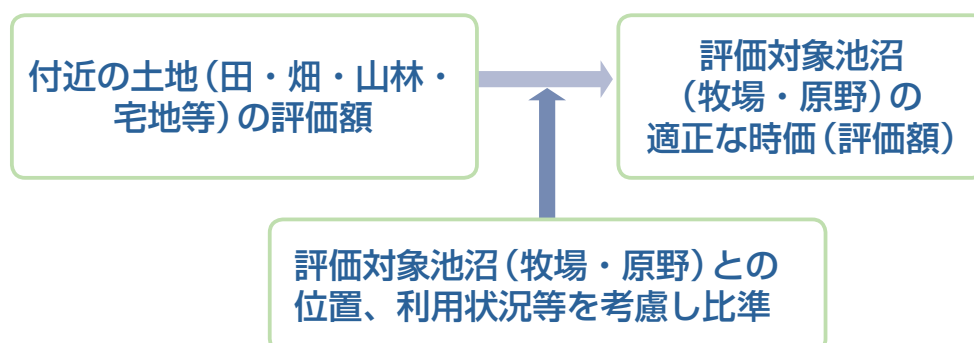 付近の土地（田・畑・山林・
宅地等）の評価額
評価対象池沼
（牧場・原野）の
適正な時価（評価額）
評価対象池沼（牧場・原野）との
位置、利用状況等を考慮し比準